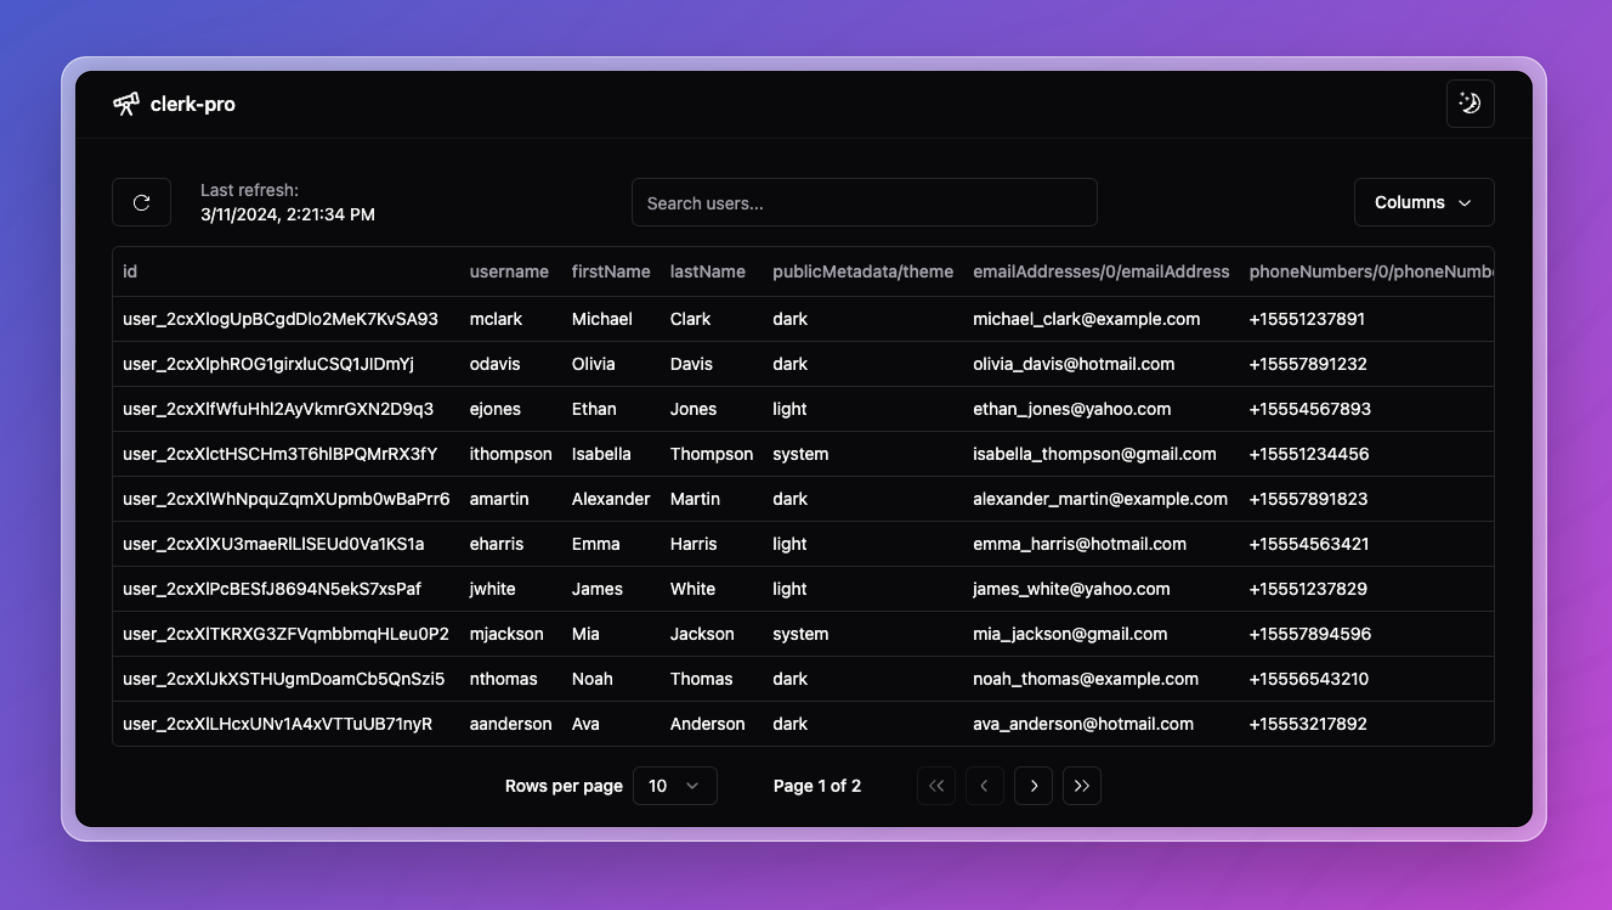 clerk-pro
Last refresh:
3/11/2024, 2:21:34 PM
Search users...
Columns
id username firstName lastName publicMetadata/theme emailAddresses/0/emailAddress phoneNumbers/0/phoneNumb
user_2cxXlogUpBCgdDlo2MeK7KvSA93 mclark Michael Clark dark michael_clark@example.com +15551237891
user_2cxXlphROG1girxluCSQ1JlDmYj odavis Olivia Davis dark olivia_davis@hotmail.com +15557891232
user_2cxXlfWfuHhl2AyVkmrGXN2D9q3 ejones Ethan Jones light ethan_jones@yahoo.com +15554567893
user_2cxXlctHSCHm3T6hlBPQMrRX3fY ithompson Isabella Thompson system isabella_thompson@gmail.com +15551234456
user_2cxXlWhNpquZqmXUpmb0wBaPrr6 amartin Alexander Martin dark alexander_martin@example.com +15557891823
user_2cxXlXU3maeRlLlSEUd0Va1KS1a eharris Emma Harris light emma_harris@hotmail.com +15554563421
user_2cxXlPcBESfJ8694N5ekS7xsPaf jwhite James White light james_white@yahoo.com +15551237829
user_2cxXlTKRXG3ZFVqmbbmqHLeu0P2 mjackson Mia Jackson system mia_jackson@gmail.com +15557894596
user_2cxXlJkXSTHUgmDoamCb5QnSzi5 nthomas Noah Thomas dark noah_thomas@example.com +15556543210
user_2cxXlLHcxUNv1A4xVTTuUB71nyR aanderson Ava Anderson dark ava_anderson@hotmail.com +15553217892
Rows per page 10 Page 1 of 2